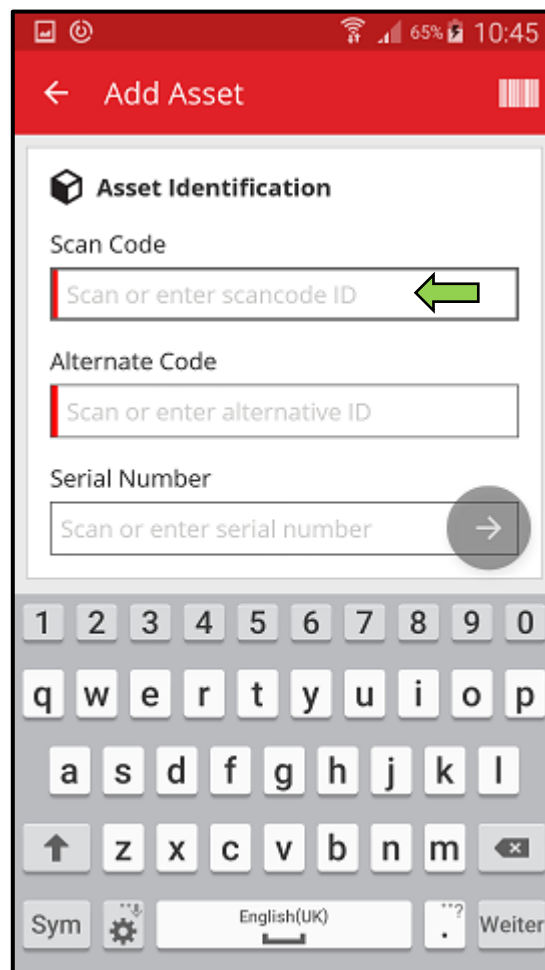 65% 10:45
Add Asset
Asset Identification
Scan Code
Scan or enter scancode ID
Alternate Code
Scan or enter alternative ID
Serial Number
Scan or enter serial number
1 2 3 4 5 6 7 8 9 0
q w e r t y u i o p
a s d f g h j k l
z x c v b n m
Sym English(UK) . ? Weiter